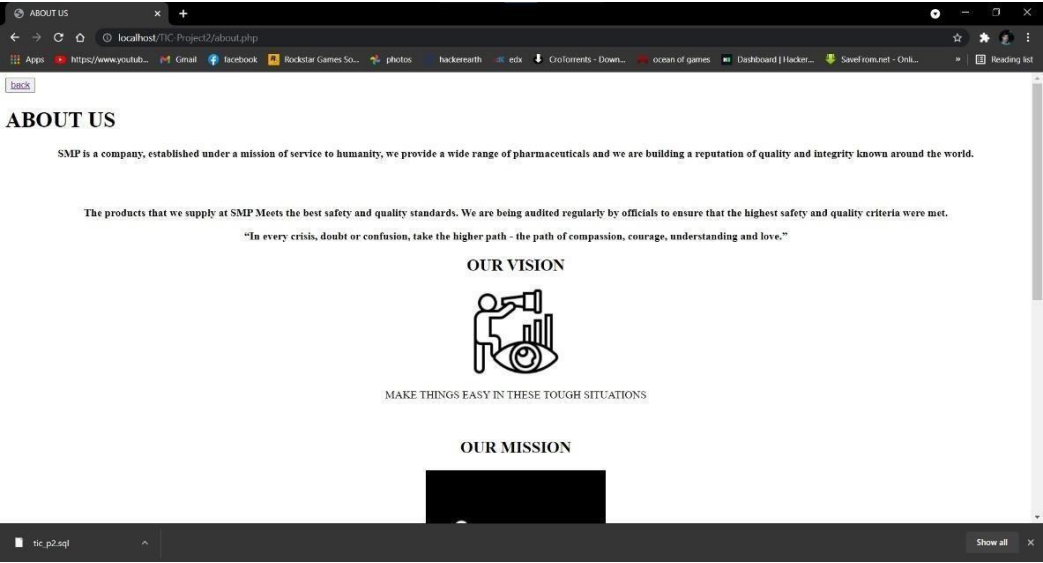 ABOUT US
localhost/TIC-Project2/about.php
Apps https://www.youtub... Gmail facebook Rockstar Games So... photos hackerearth edx CroTorrents - Down... ocean of games Dashboard | Hacker... SaveFrom.net - Onli... » Reading list
back
ABOUT US
SMP is a company, established under a mission of service to humanity, we provide a wide range of pharmaceuticals and we are building a reputation of quality and integrity known around the world.
The products that we supply at SMP Meets the best safety and quality standards. We are being audited regularly by officials to ensure that the highest safety and quality criteria were met.
“In every crisis, doubt or confusion, take the higher path - the path of compassion, courage, understanding and love.”
OUR VISION
MAKE THINGS EASY IN THESE TOUGH SITUATIONS
OUR MISSION
tic_p2.sql Show all